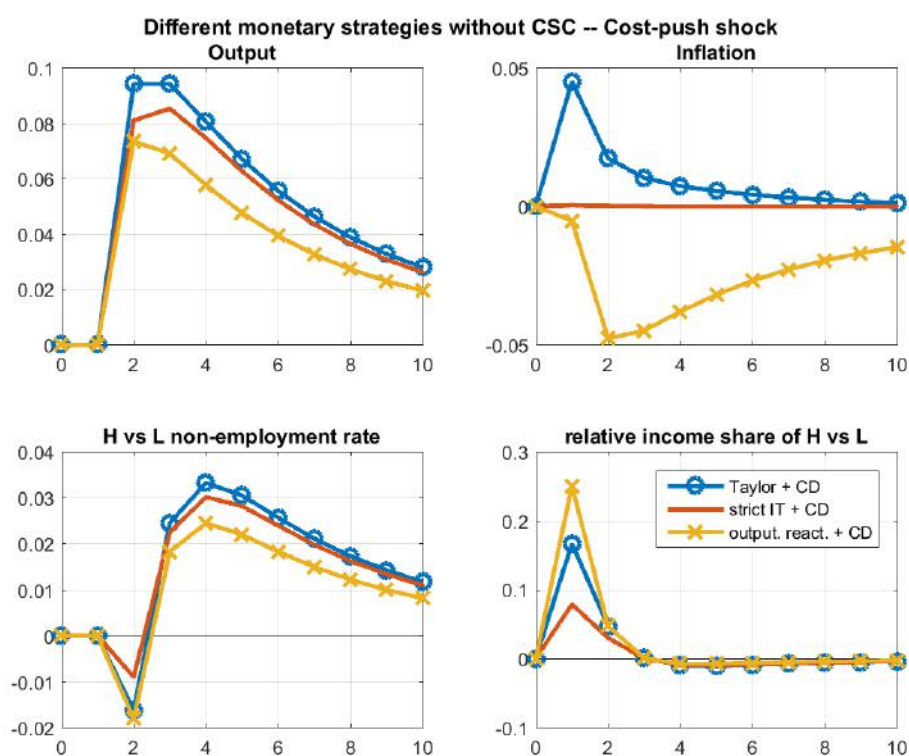 Different monetary strategies without CSC -- Cost-push shock
Output
0.1
0.08
0.06
0.04
0.02
0
0 2 4 6 8 10
Inflation
0.05
0
-0.05
0 2 4 6 8 10
H vs L non-employment rate
0.04
0.03
0.02
0.01
0
-0.01
-0.02
0 2 4 6 8 10
relative income share of H vs L
0.3
0.2
0.1
0
-0.1
0 2 4 6 8 10
Taylor + CD
strict IT + CD
output. react. + CD